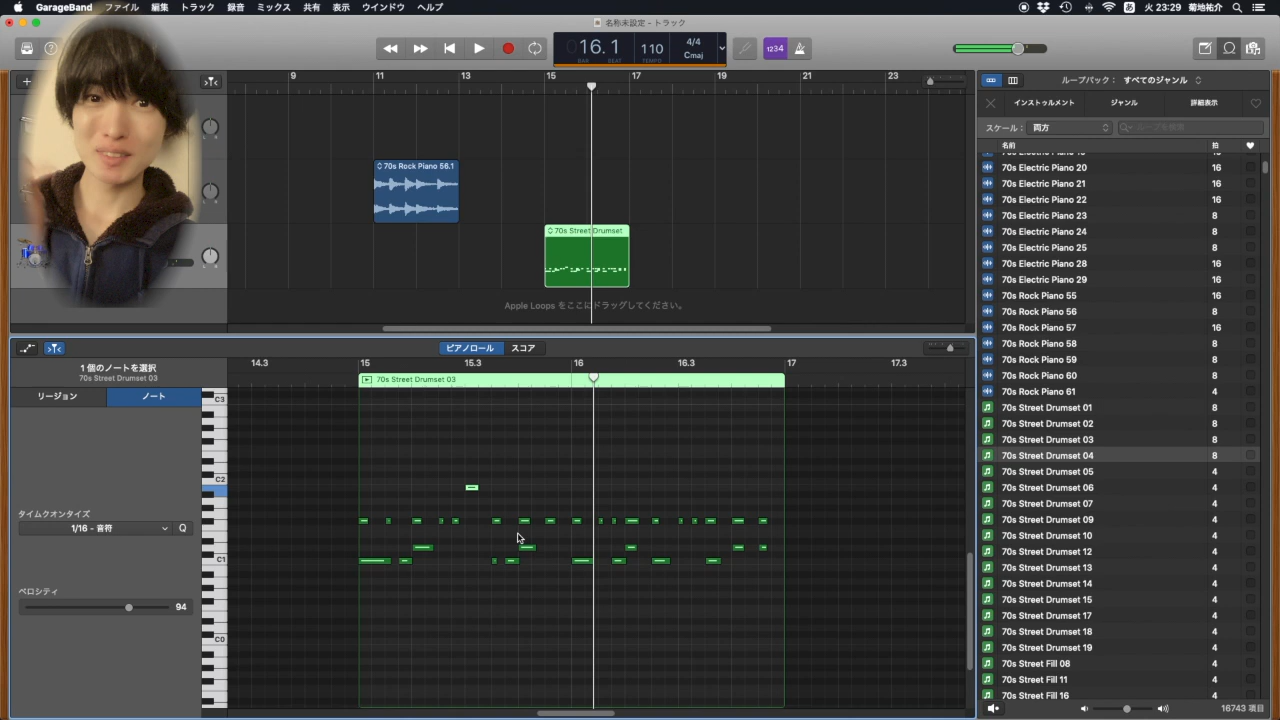 GarageBand ファイル 編集 トラック 録音 ミックス 共有 表示 ウインドウ ヘルプ
火 23:29 菊地祐介
名称未設定 - トラック
16.1
BAR BEAT
110
TEMPO
4/4
Cmaj
1234
9 11 13 15 17 19 21 23
70s Rock Piano 56.1
70s Street Drumset
Apple Loops をここにドラッグしてください。
ピアノロール スコア
1 個のノートを選択
70s Street Drumset 03
リージョン ノート
タイムクオンタイズ
1/16 - 音符
Q
ベロシティ
94
14.3 15 15.3 16 16.3 17 17.3
70s Street Drumset 03
C3
C2
C1
C0
ループパック： すべてのジャンル
インストゥルメント ジャンル 詳細表示
スケール： 両方
ループを検索
名前 拍
70s Electric Piano 20 16
70s Electric Piano 21 16
70s Electric Piano 22 16
70s Electric Piano 23 8
70s Electric Piano 24 8
70s Electric Piano 25 8
70s Electric Piano 28 16
70s Electric Piano 29 8
70s Rock Piano 55 16
70s Rock Piano 56 8
70s Rock Piano 57 16
70s Rock Piano 58 8
70s Rock Piano 59 8
70s Rock Piano 60 8
70s Rock Piano 61 4
70s Street Drumset 01 8
70s Street Drumset 02 8
70s Street Drumset 03 8
70s Street Drumset 04 8
70s Street Drumset 05 4
70s Street Drumset 06 4
70s Street Drumset 07 4
70s Street Drumset 09 4
70s Street Drumset 10 4
70s Street Drumset 12 4
70s Street Drumset 13 4
70s Street Drumset 14 4
70s Street Drumset 15 4
70s Street Drumset 17 4
70s Street Drumset 18 4
70s Street Drumset 19 4
70s Street Fill 08 4
70s Street Fill 11 4
70s Street Fill 16 4
16743 項目